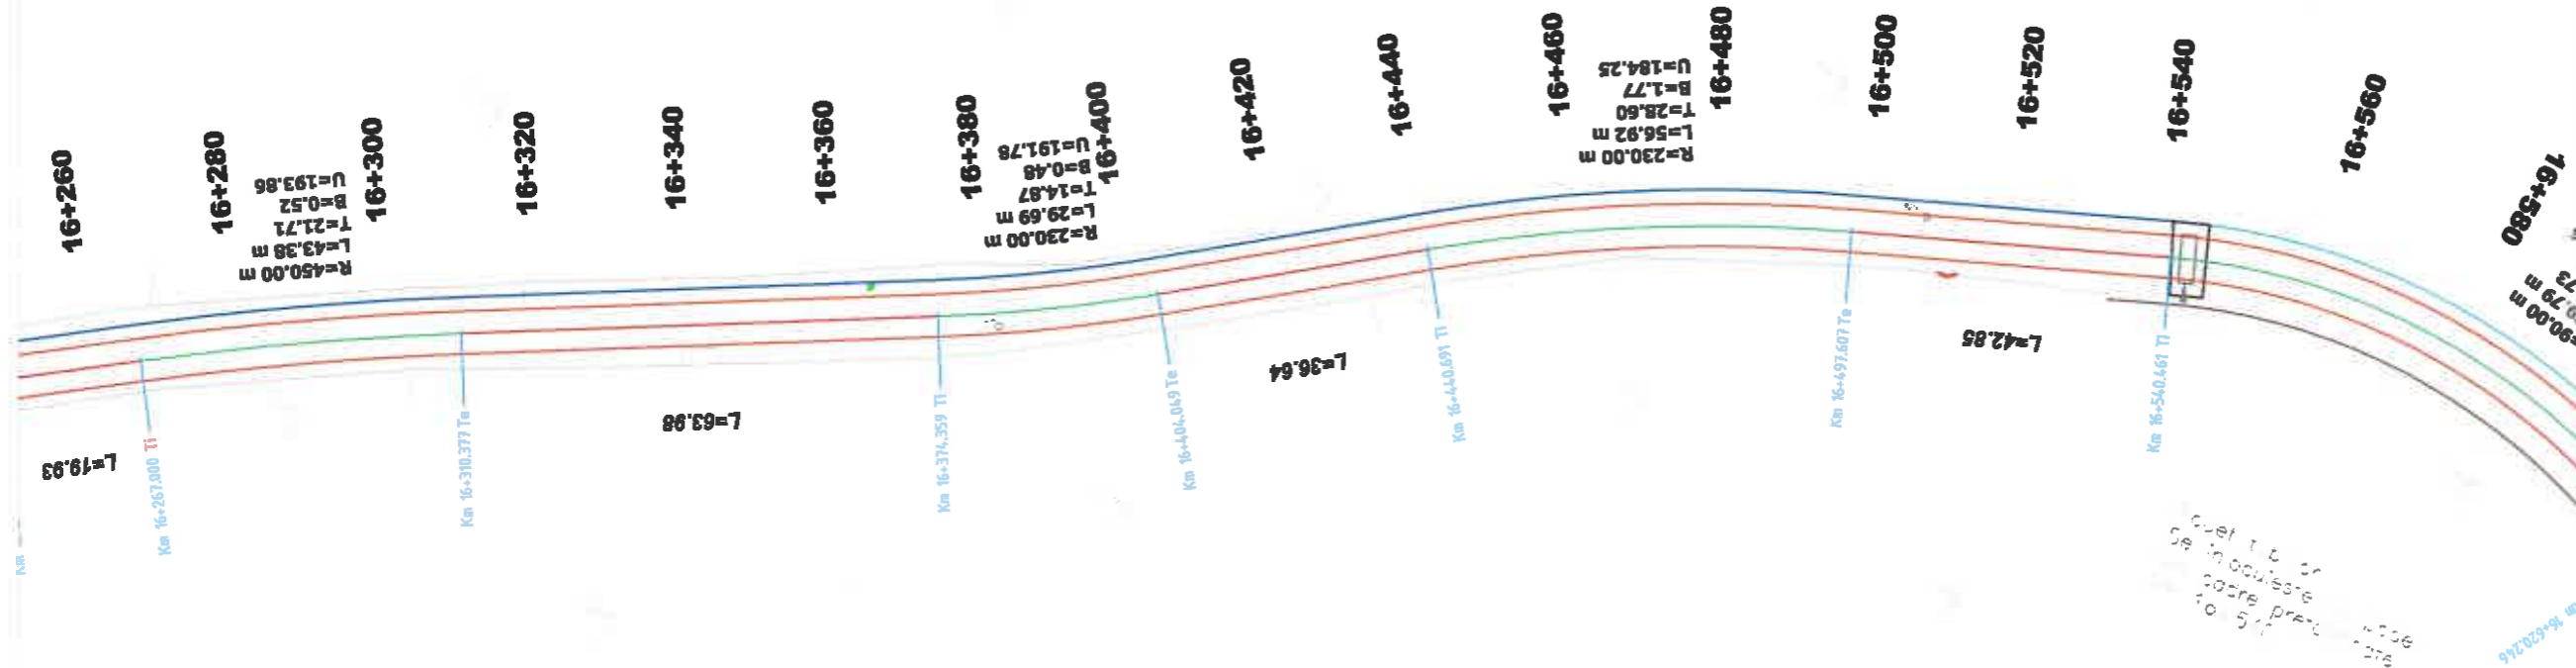 16+260
16+280
16+300
16+320
16+340
16+360
16+380
16+400
16+420
16+440
16+460
16+480
16+500
16+520
16+540
16+560
16+580
R=450.00 m
L=43.38 m
T=21.71
B=0.52
U=193.86
R=230.00 m
L=29.69 m
T=14.87
B=0.48
U=191.78
R=230.00 m
L=56.92 m
T=28.60
B=1.77
U=184.25
L=19.93
L=63.98
L=36.64
L=42.85
Km
Km 16+267.000 Ti
Km 16+310.377 Te
Km 16+374.359 Ti
Km 16+404.049 Te
Km 16+440.691 Ti
Km 16+497.607 Te
Km 16+540.461 Ti
16+620.246